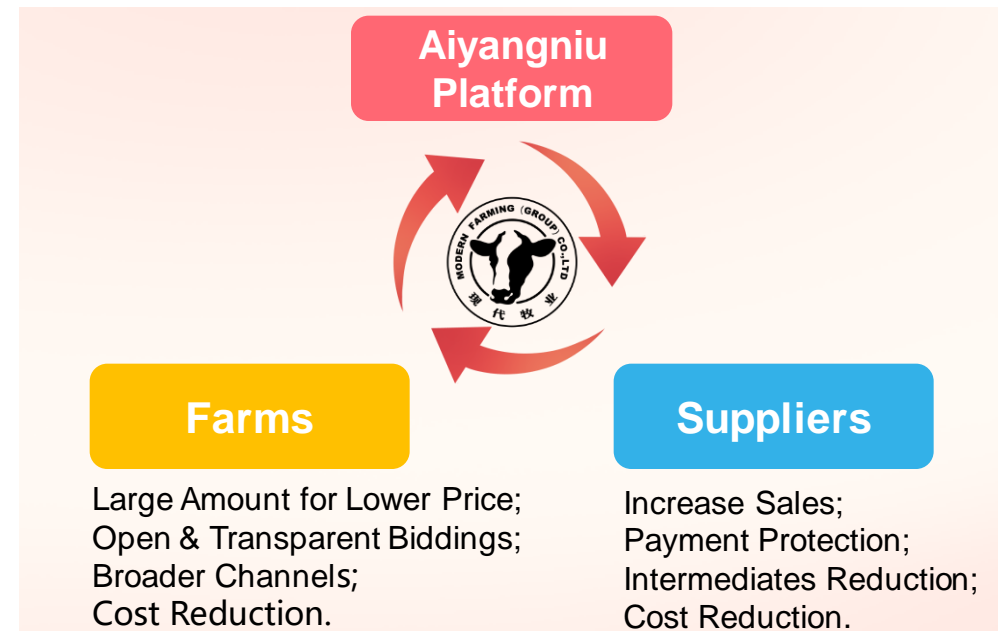 Aiyangniu
Platform
MODERN FARMING (GROUP) CO.,LTD
现代牧业
Farms
Suppliers
Large Amount for Lower Price;
Open & Transparent Biddings;
Broader Channels;
Cost Reduction.
Increase Sales;
Payment Protection;
Intermediates Reduction;
Cost Reduction.